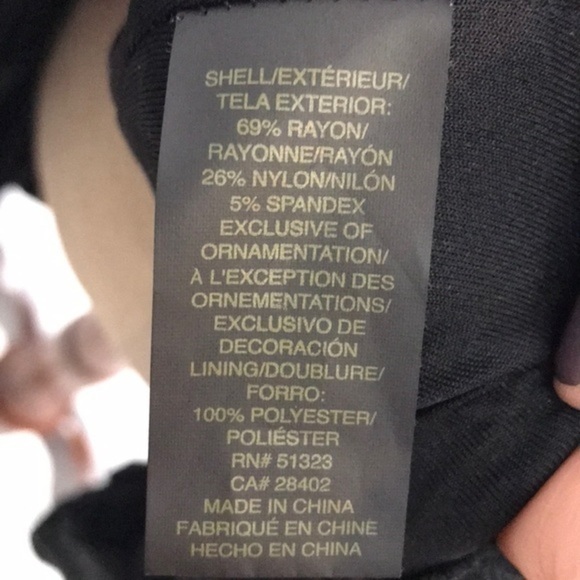 SHELL/EXTÉRIEUR/
TELA EXTERIOR:
69% RAYON/
RAYONNE/RAYÓN
26% NYLON/NILÓN
5% SPANDEX
EXCLUSIVE OF
ORNAMENTATION/
À L'EXCEPTION DES
ORNEMENTATIONS/
EXCLUSIVO DE
DECORACIÓN
LINING/DOUBLURE/
FORRO:
100% POLYESTER/
POLIÉSTER
RN# 51323
CA# 28402
MADE IN CHINA
FABRIQUÉ EN CHINE
HECHO EN CHINA